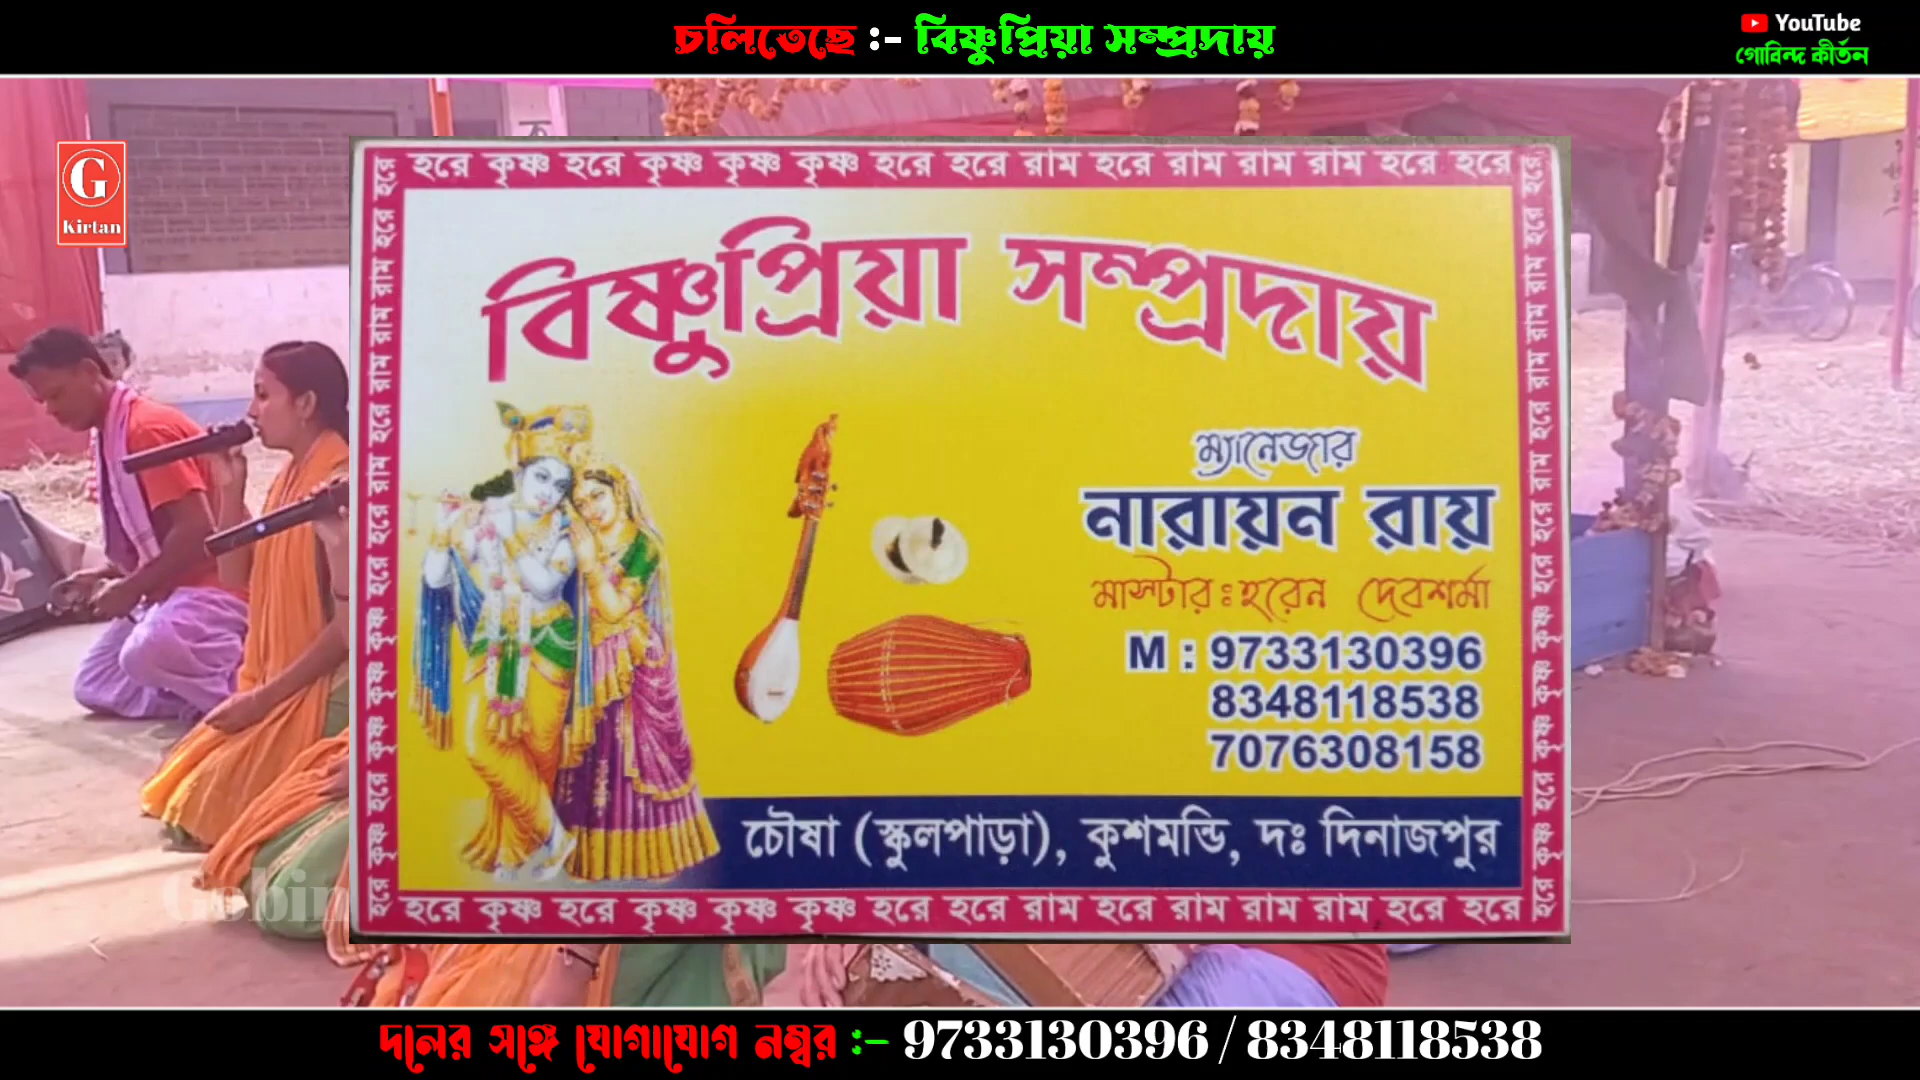 চলিতেছে :- বিষ্ণুপ্রিয়া সম্প্রদায়
YouTube
গোবিন্দ কীর্তন
G
Kirtan
হরে কৃষ্ণ হরে কৃষ্ণ কৃষ্ণ কৃষ্ণ হরে হরে রাম হরে রাম রাম রাম হরে হরে
বিষ্ণুপ্রিয়া সম্প্রদায়
ম্যানেজার
নারায়ন রায়
মাস্টার : হরেন দেবশর্মা
M : 9733130396
8348118538
7076308158
চৌষা (স্কুলপাড়া), কুশমন্ডি, দঃ দিনাজপুর
হরে কৃষ্ণ হরে কৃষ্ণ কৃষ্ণ কৃষ্ণ হরে হরে রাম হরে রাম রাম রাম হরে হরে
দলের সঙ্গে যোগাযোগ নম্বর :- 9733130396 / 8348118538